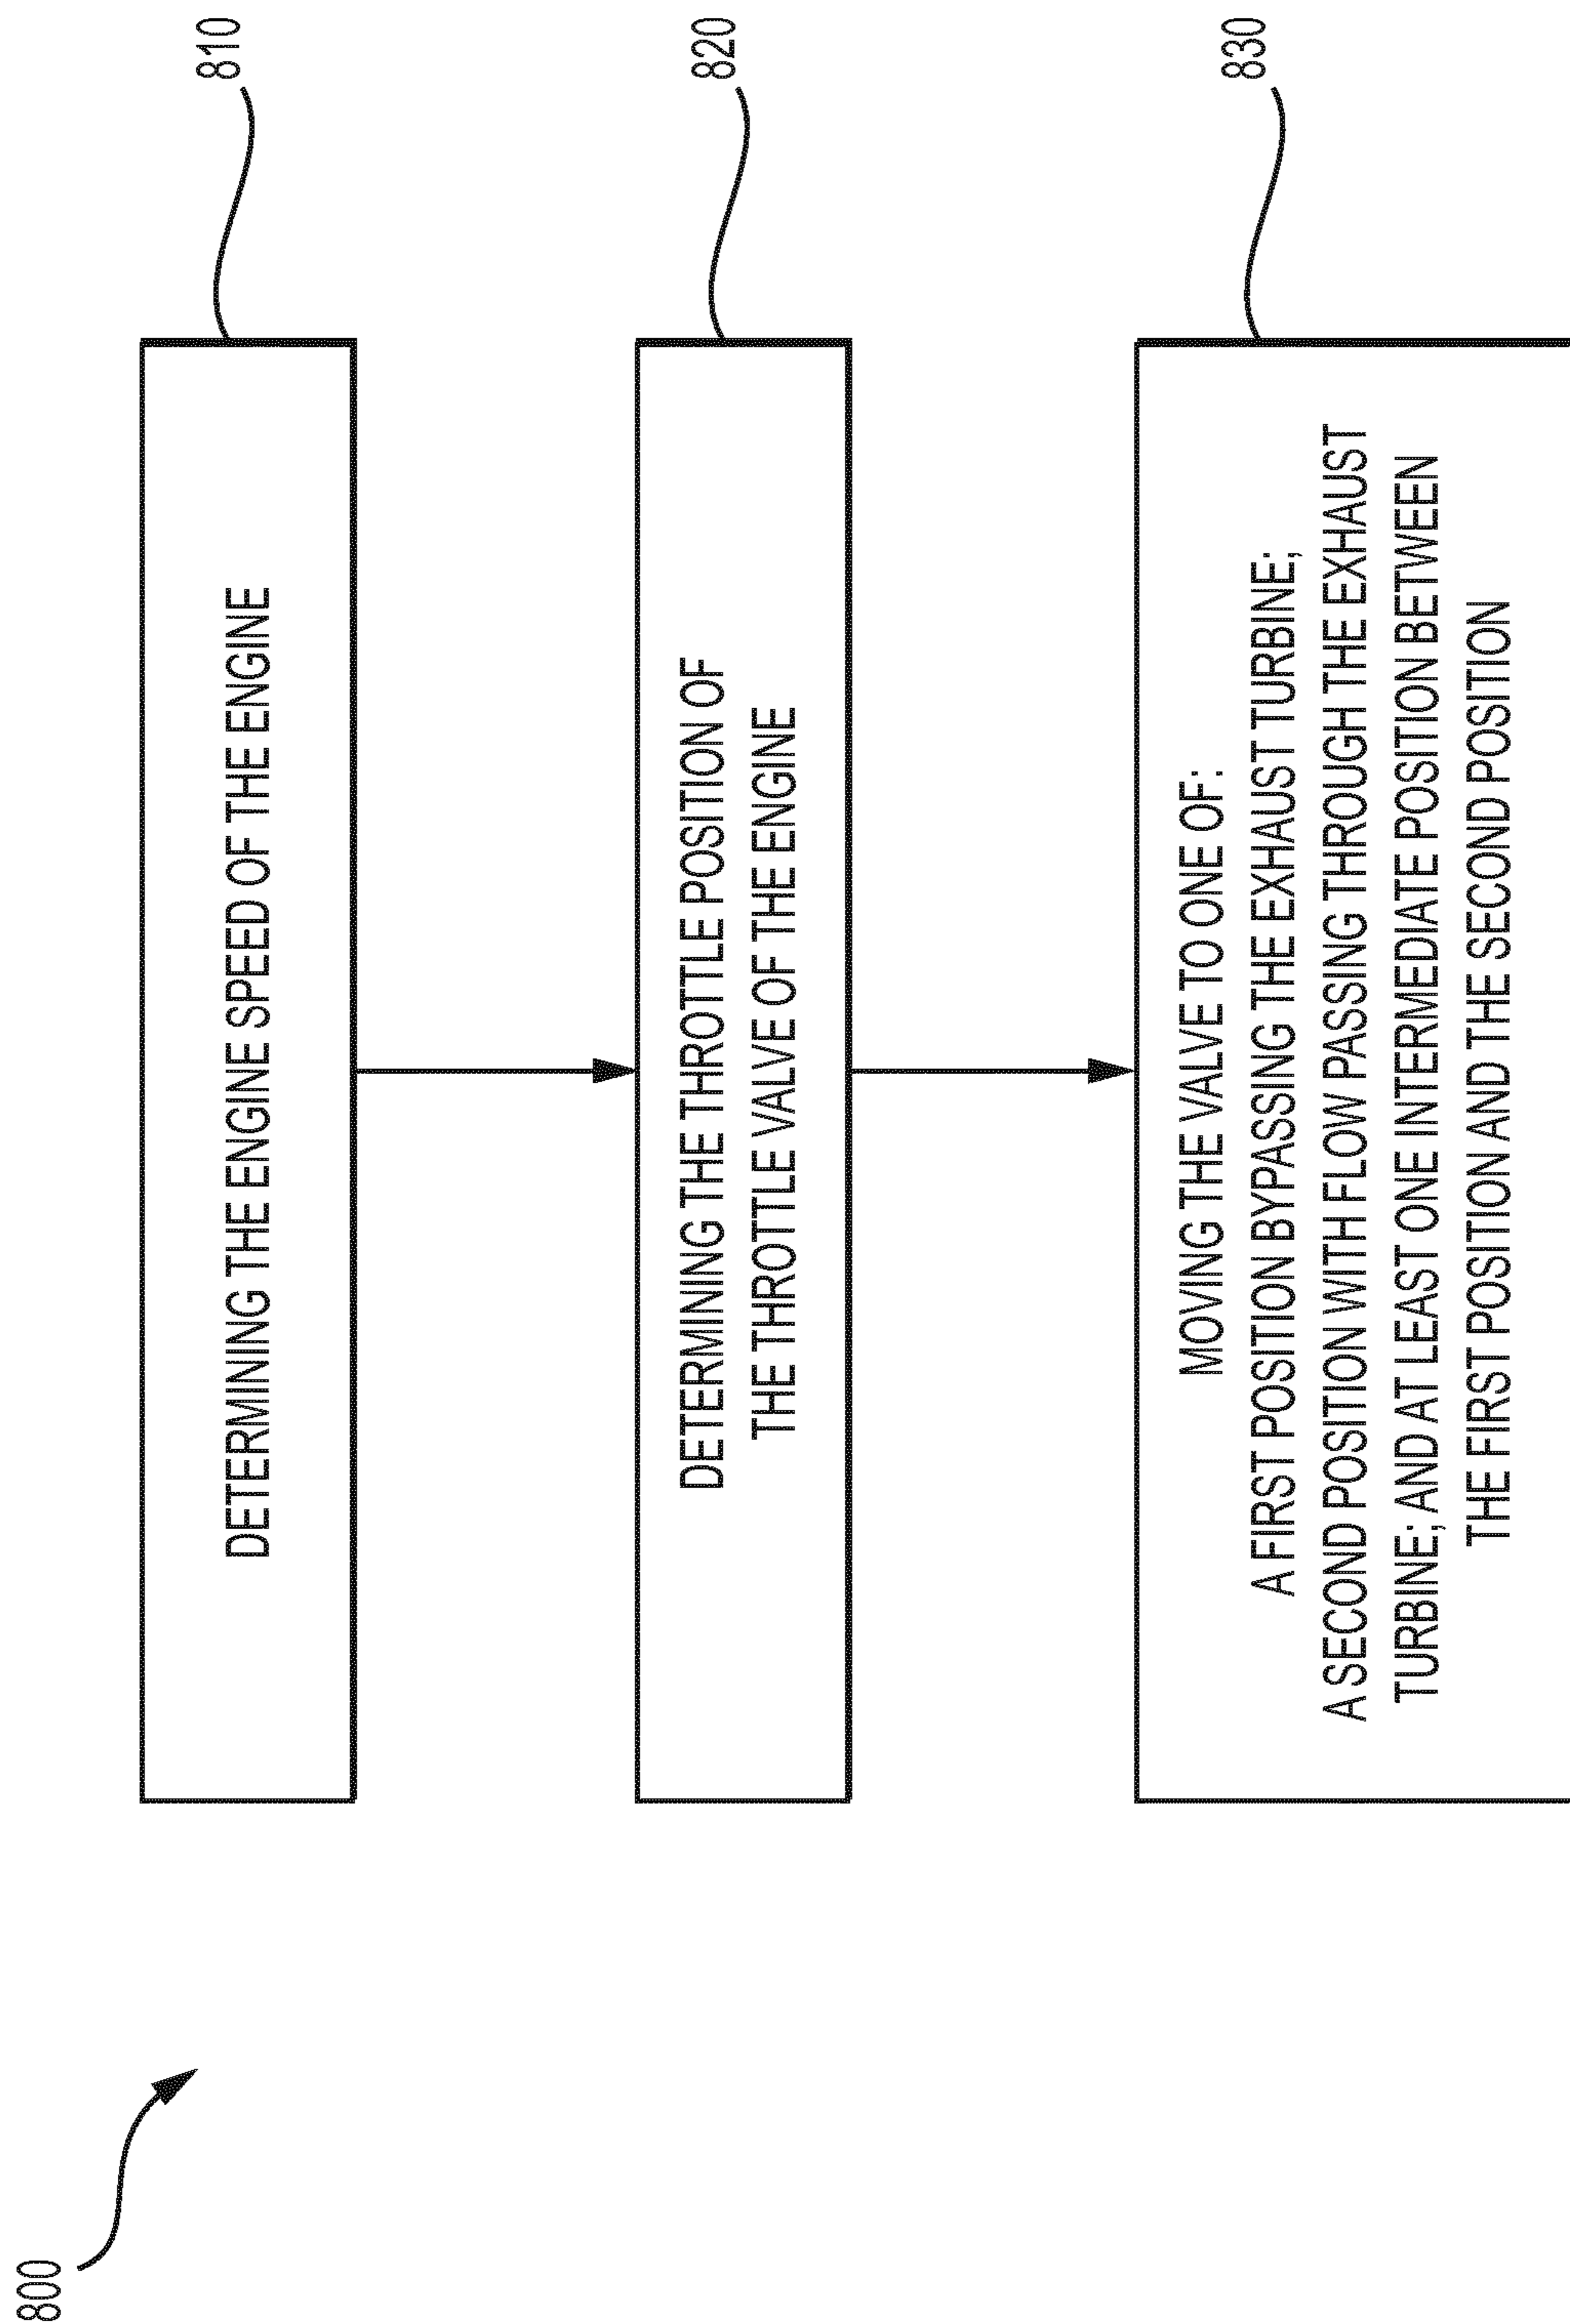 800
810
DETERMINING THE ENGINE SPEED OF THE ENGINE
820
DETERMINING THE THROTTLE POSITION OF
THE THROTTLE VALVE OF THE ENGINE
830
MOVING THE VALVE TO ONE OF:
A FIRST POSITION BYPASSING THE EXHAUST TURBINE;
A SECOND POSITION WITH FLOW PASSING THROUGH THE EXHAUST
TURBINE; AND AT LEAST ONE INTERMEDIATE POSITION BETWEEN
THE FIRST POSITION AND THE SECOND POSITION